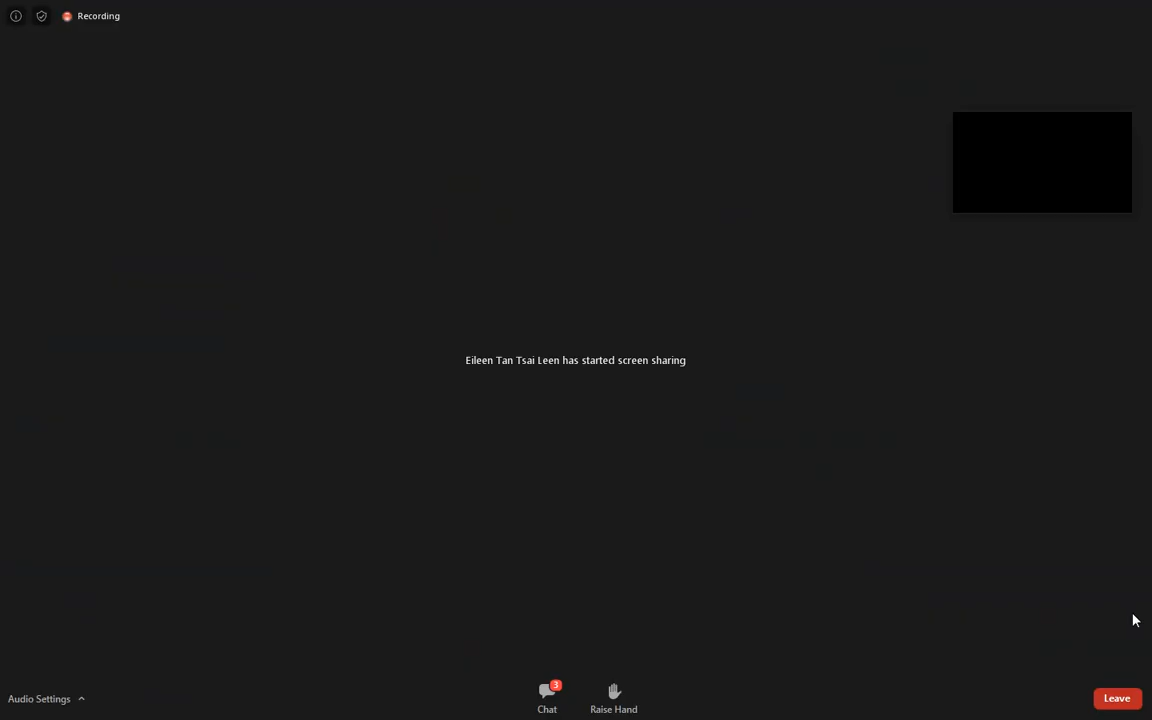 Recording
Eileen Tan Tsai Leen has started screen sharing
3
Audio Settings
Chat
Raise Hand
Leave